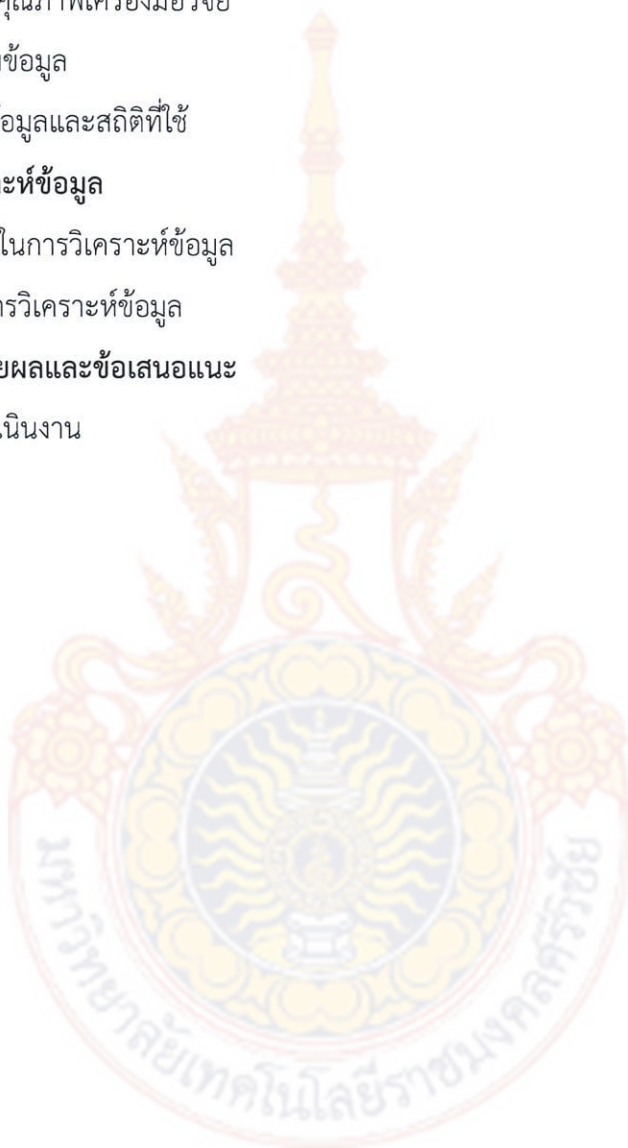 คุณภาพเครื่องมือวิจัย
ข้อมูล
้อมูลและสถิติที่ใช้
ะห์ข้อมูล
ในการวิเคราะห์ข้อมูล
ารวิเคราะห์ข้อมูล
ยผลและข้อเสนอแนะ
เนินงาน
มหาวิทยาลัยเทคโนโลยีราชมงคลศรีวิชัย